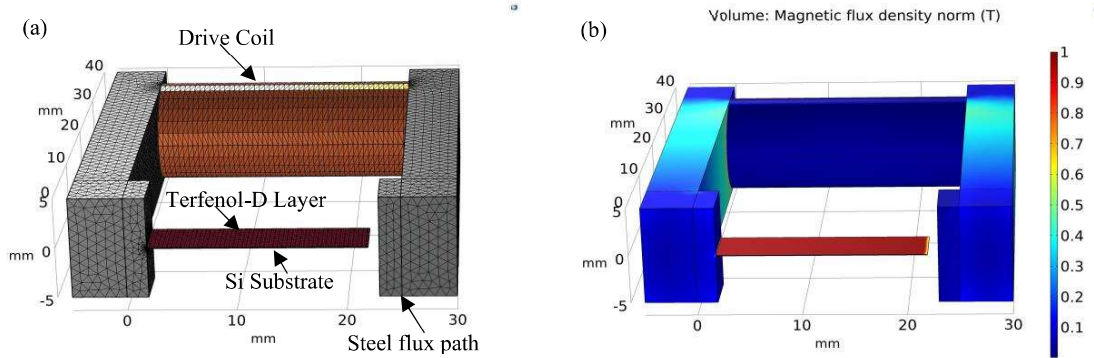 (a)
Drive Coil
40
mm
30
20
10
0
5
mm
0
-5
Terfenol-D Layer
Si Substrate
0
10
20
30
mm
Steel flux path
Volume: Magnetic flux density norm (T)
(b)
40
mm
30
20
10
0
5
mm
0
-5
0
10
20
30
mm
1
0.9
0.8
0.7
0.6
0.5
0.4
0.3
0.2
0.1